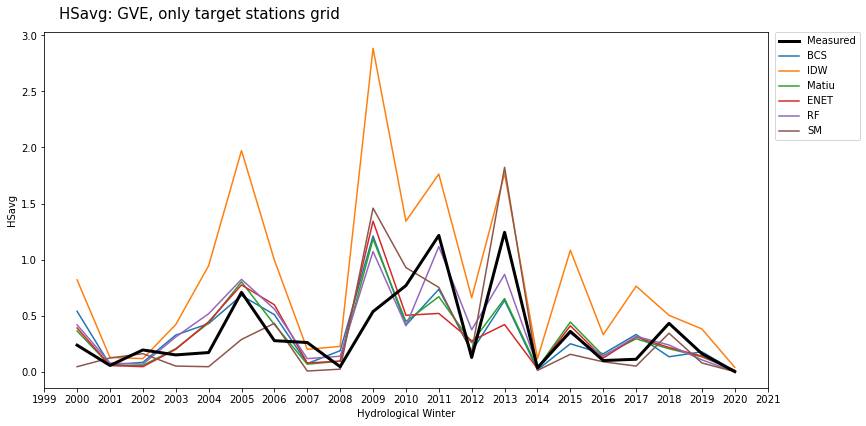 HSavg: GVE, only target stations grid
3.0
2.5
2.0
1.5
1.0
0.5
0.0
HSavg
1999 2000 2001 2002 2003 2004 2005 2006 2007 2008 2009 2010 2011 2012 2013 2014 2015 2016 2017 2018 2019 2020 2021
Hydrological Winter
Measured
BCS
IDW
Matiu
ENET
RF
SM